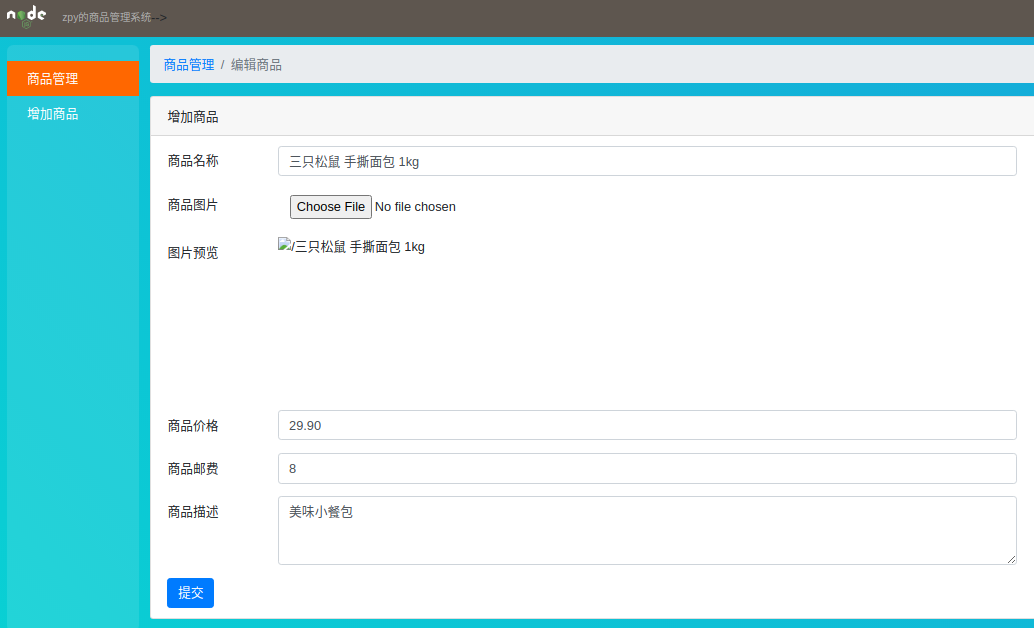 node zpy的商品管理系统-->
商品管理
增加商品
商品管理 / 编辑商品
增加商品
商品名称 三只松鼠 手撕面包 1kg
商品图片 Choose File No file chosen
图片预览 /三只松鼠 手撕面包 1kg
商品价格 29.90
商品邮费 8
商品描述 美味小餐包
提交